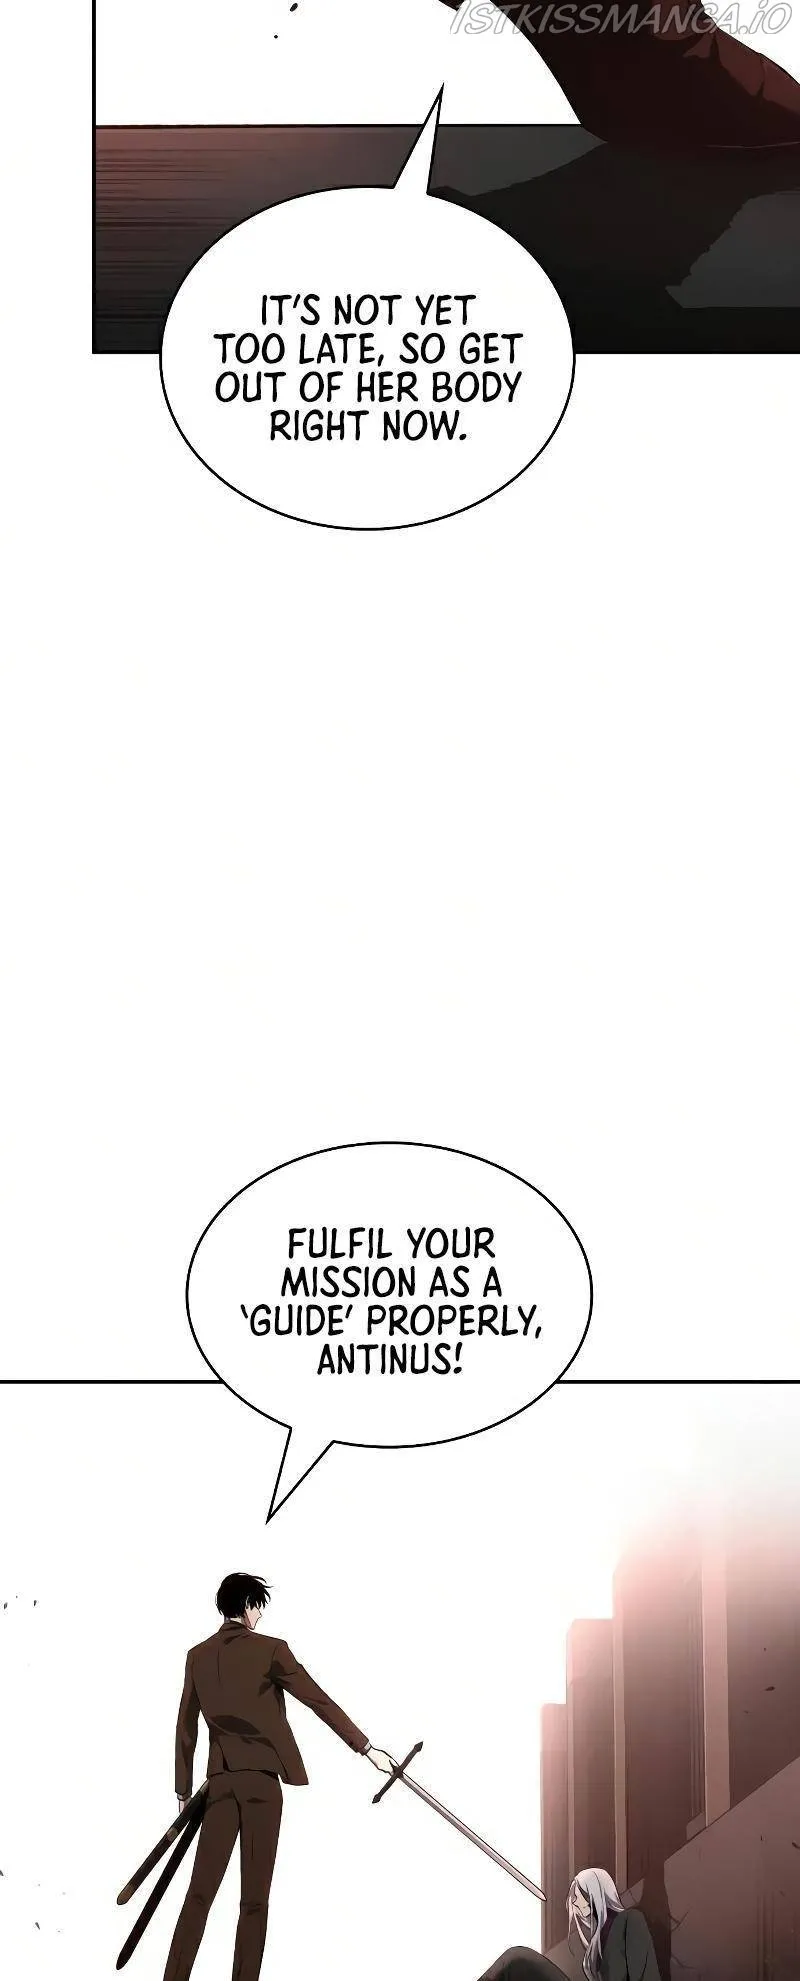 1STKISSMANGA.iO
IT'S NOT YET
TOO LATE, SO GET
OUT OF HER BODY
RIGHT NOW.
FULFIL YOUR
MISSION AS A
'GUIDE' PROPERLY,
ANTINUS!